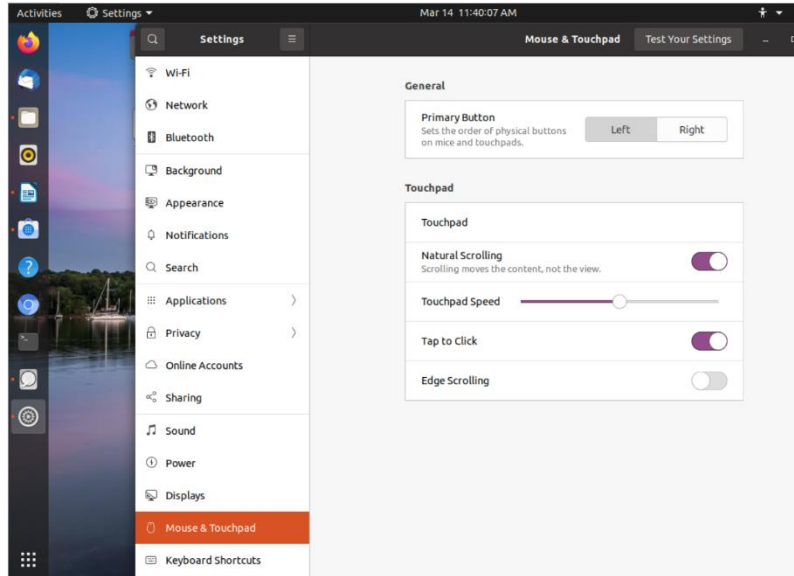 Activities Settings Mar 14 11:40:07 AM
Settings Mouse & Touchpad Test Your Settings
Wi-Fi
Network
Bluetooth
Background
Appearance
Notifications
Search
Applications
Privacy
Online Accounts
Sharing
Sound
Power
Displays
Mouse & Touchpad
Keyboard Shortcuts
General
Primary Button
Sets the order of physical buttons
on mice and touchpads.
Left Right
Touchpad
Touchpad
Natural Scrolling
Scrolling moves the content, not the view.
Touchpad Speed
Tap to Click
Edge Scrolling